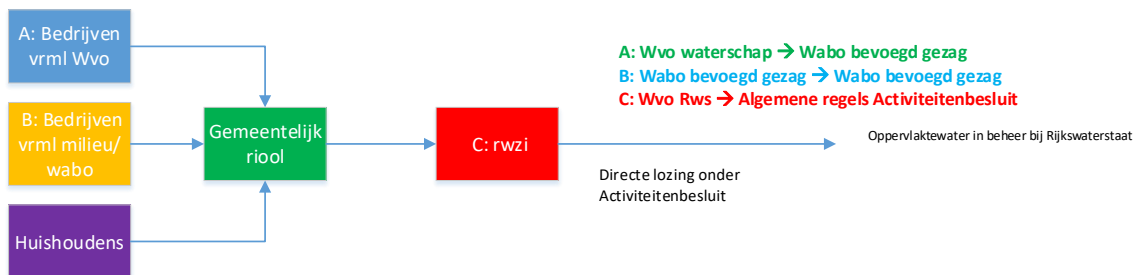 A: Bedrijven
vrml Wvo
B: Bedrijven
vrml milieu/
wabo
Huishoudens
Gemeentelijk
riool
C: rwzi
A: Wvo waterschap → Wabo bevoegd gezag
B: Wabo bevoegd gezag → Wabo bevoegd gezag
C: Wvo Rws → Algemene regels Activiteitenbesluit
Oppervlaktewater in beheer bij Rijkswaterstaat
Directe lozing onder
Activiteitenbesluit